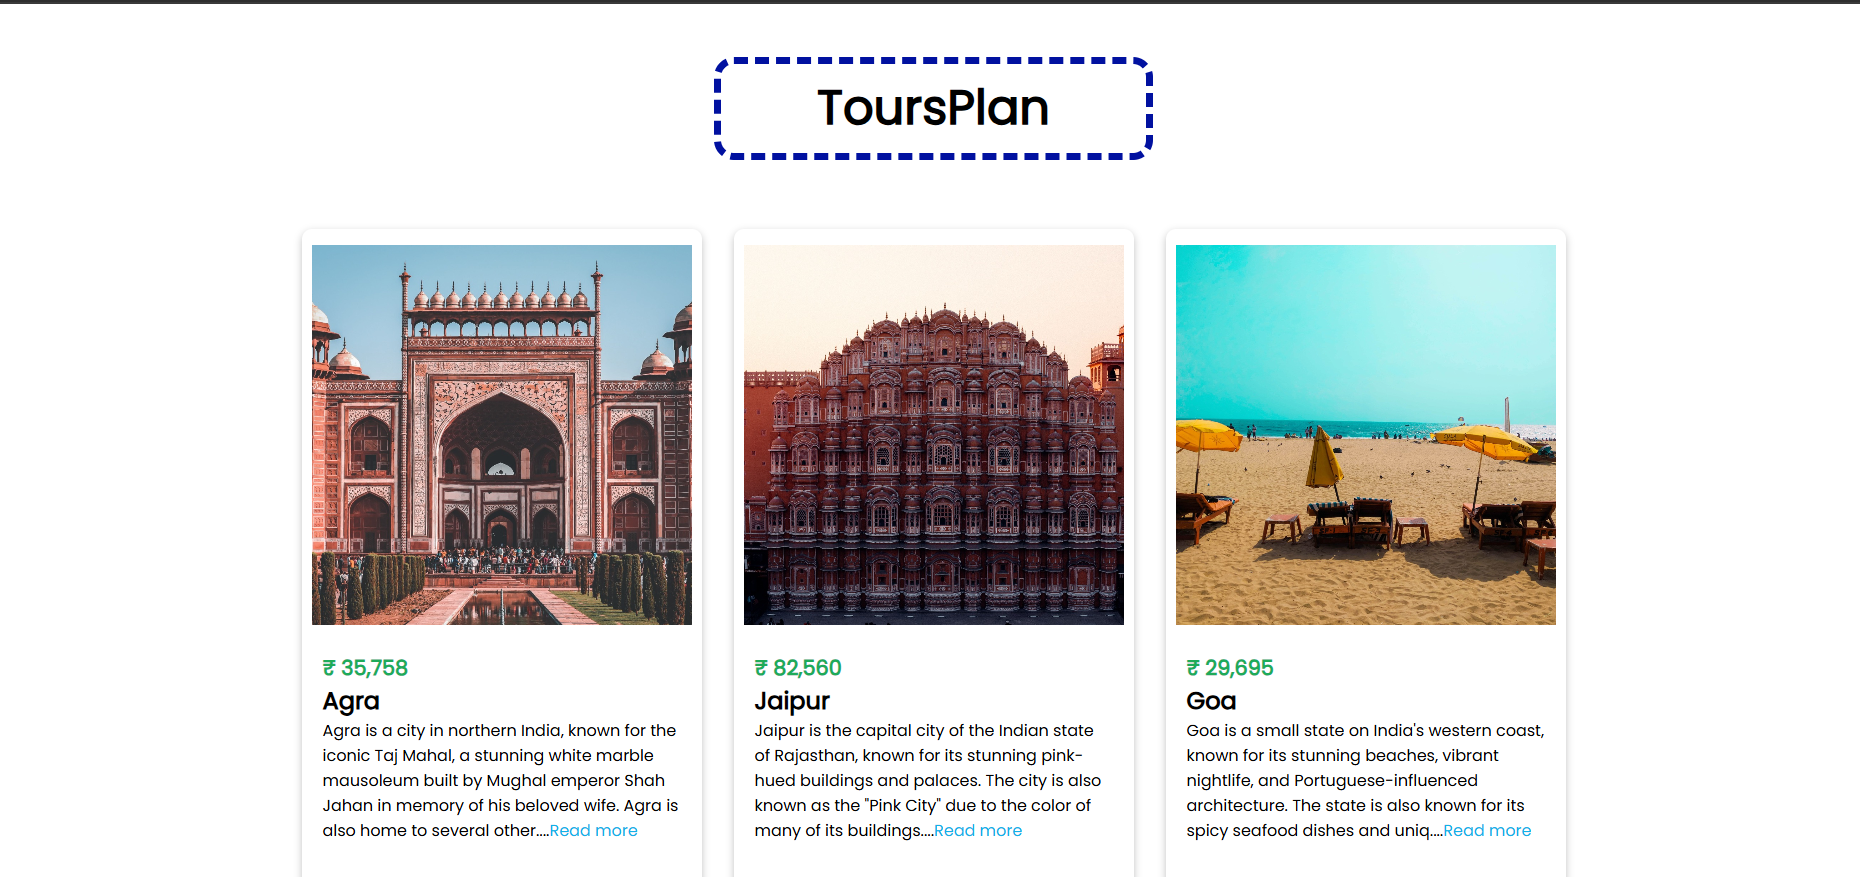 ToursPlan
₹ 35,758
Agra
Agra is a city in northern India, known for the
iconic Taj Mahal, a stunning white marble
mausoleum built by Mughal emperor Shah
Jahan in memory of his beloved wife. Agra is
also home to several other....Read more
₹ 82,560
Jaipur
Jaipur is the capital city of the Indian state
of Rajasthan, known for its stunning pink-
hued buildings and palaces. The city is also
known as the "Pink City" due to the color of
many of its buildings....Read more
₹ 29,695
Goa
Goa is a small state on India's western coast,
known for its stunning beaches, vibrant
nightlife, and Portuguese-influenced
architecture. The state is also known for its
spicy seafood dishes and uniq....Read more